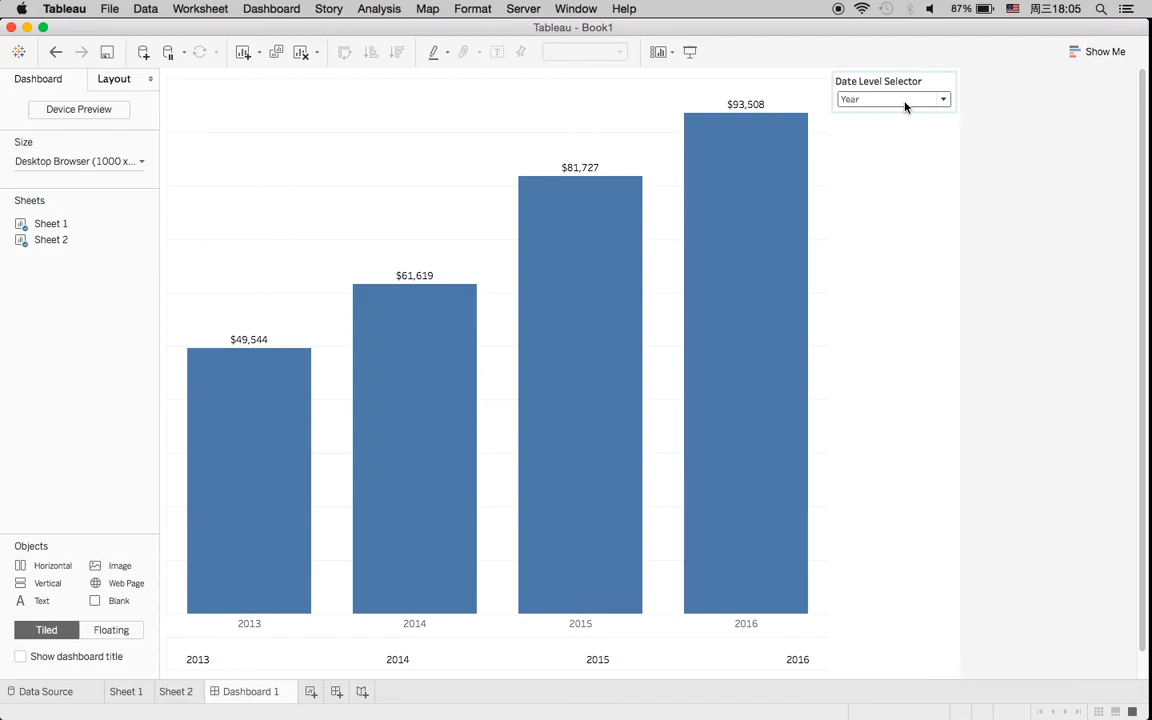 Tableau File Data Worksheet Dashboard Story Analysis Map Format Server Window Help 87% 周三18:05
Tableau - Book1
Show Me
Dashboard Layout
Device Preview
Size
Desktop Browser (1000 x...
Sheets
Sheet 1
Sheet 2
Objects
Horizontal Image
Vertical Web Page
A Text Blank
Tiled Floating
Show dashboard title
Date Level Selector
Year
$93,508
$81,727
$61,619
$49,544
2013 2014 2015 2016
2013 2014 2015 2016
Data Source Sheet 1 Sheet 2 Dashboard 1